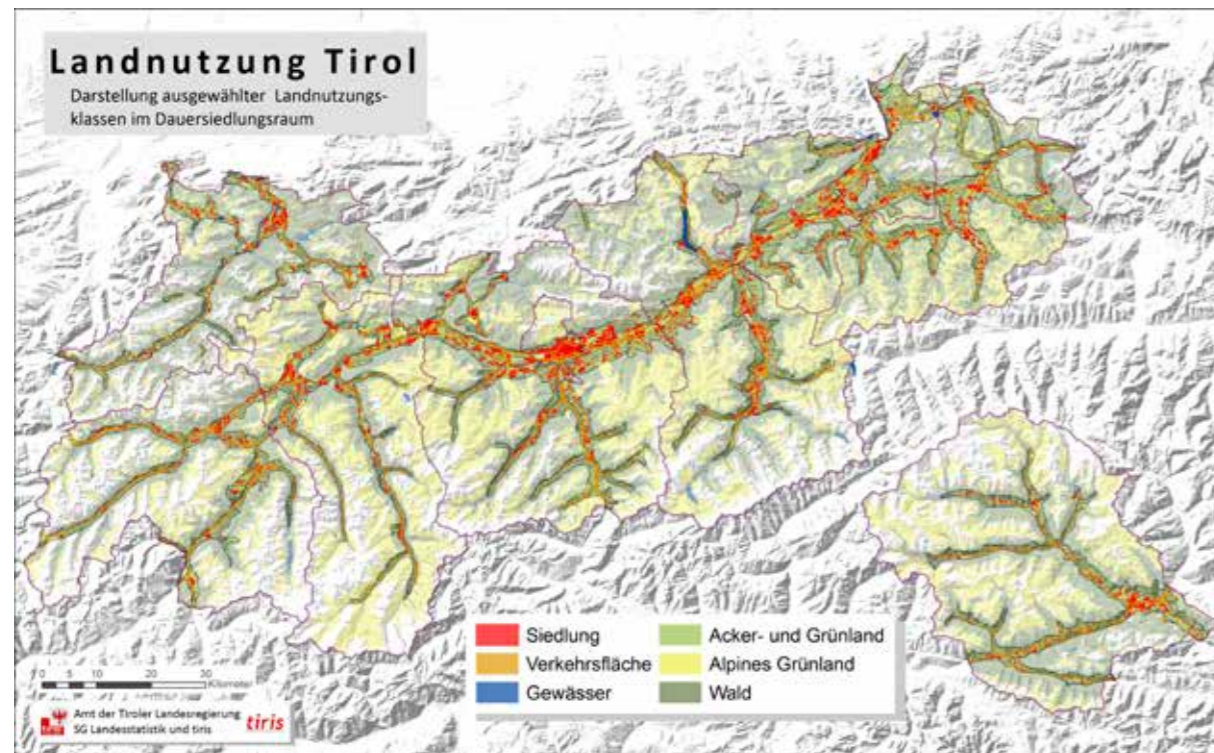 Landnutzung Tirol
Darstellung ausgewählter Landnutzungs-
klassen im Dauersiedlungsraum
Siedlung
Verkehrsfläche
Gewässer
Acker- und Grünland
Alpines Grünland
Wald
0 5 10 20 30
Kilometer
Amt der Tiroler Landesregierung
SG Landesstatistik und tiris
tiris